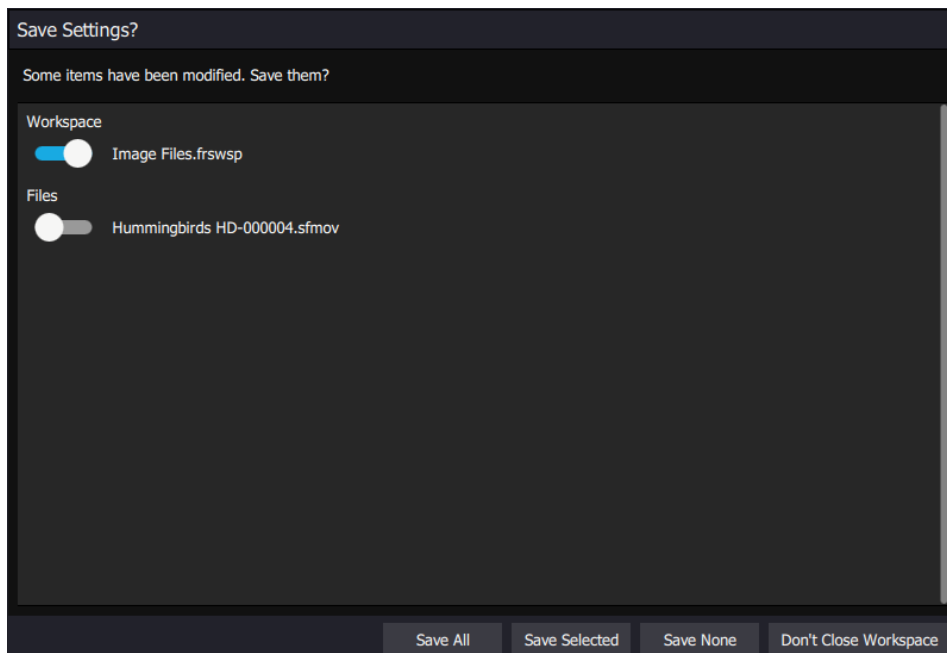 Save Settings?
Some items have been modified. Save them?
Workspace
Image Files.frswsp
Files
Hummingbirds HD-000004.sfmov
Save All
Save Selected
Save None
Don't Close Workspace